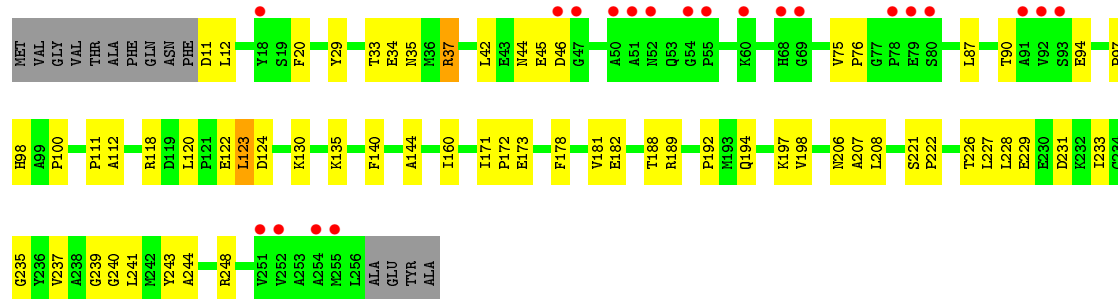 MET VAL GLY VAL THR ALA PHE GLN ASN PHE D11 L12 Y18 S19 F20 Y29 T33 E34 N35 M36 R37 L42 E43 N44 E45 D46 G47 A50 A51 N52 Q53 G54 P55 K60 H68 G69 V75 P76 G77 P78 E79 S80 L87 T90 A91 V92 S93 E94
H98 A99 P100 P111 A112 R118 D119 L120 P121 E122 L123 D124 K130 K135 F140 A144 I160 I171 P172 E173 F178 V181 E182 T188 R189 P192 M193 Q194 K197 V198 N206 A207 L208 S221 P222 T226 L227 L228 E229 E230 D231 K232 I233
G235 Y236 V237 A238 G239 G240 L241 M242 Y243 A244 R248 V251 V252 A253 A254 M255 L256 ALA GLU TYR ALA